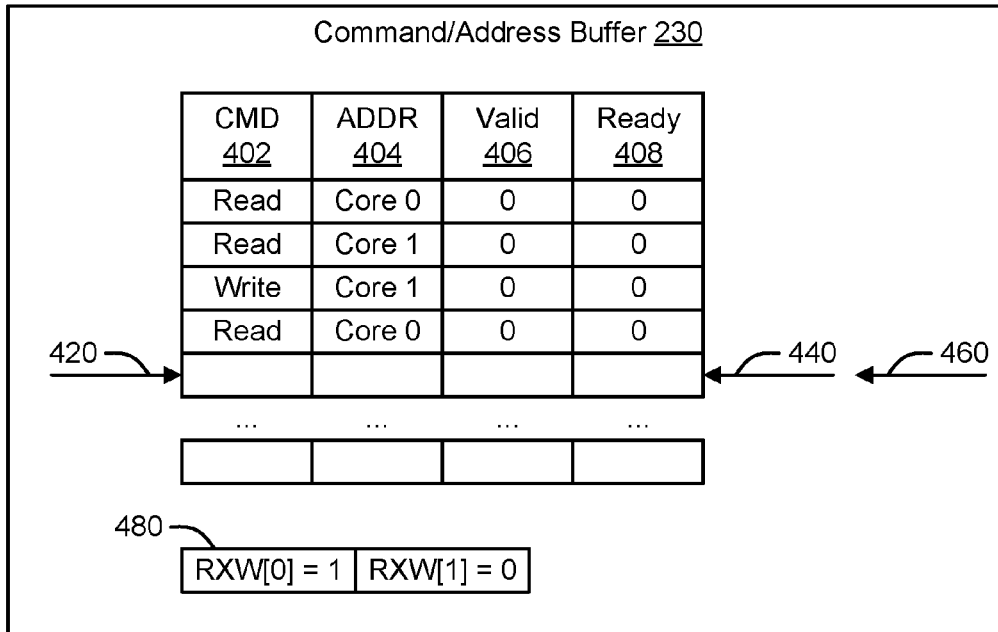 Command/Address Buffer 230
CMD ADDR Valid Ready
402 404 406 408
Read Core 0 0 0
Read Core 1 0 0
Write Core 1 0 0
Read Core 0 0 0
420 440 460
... ... ... ...
480
RXW[0] = 1 RXW[1] = 0